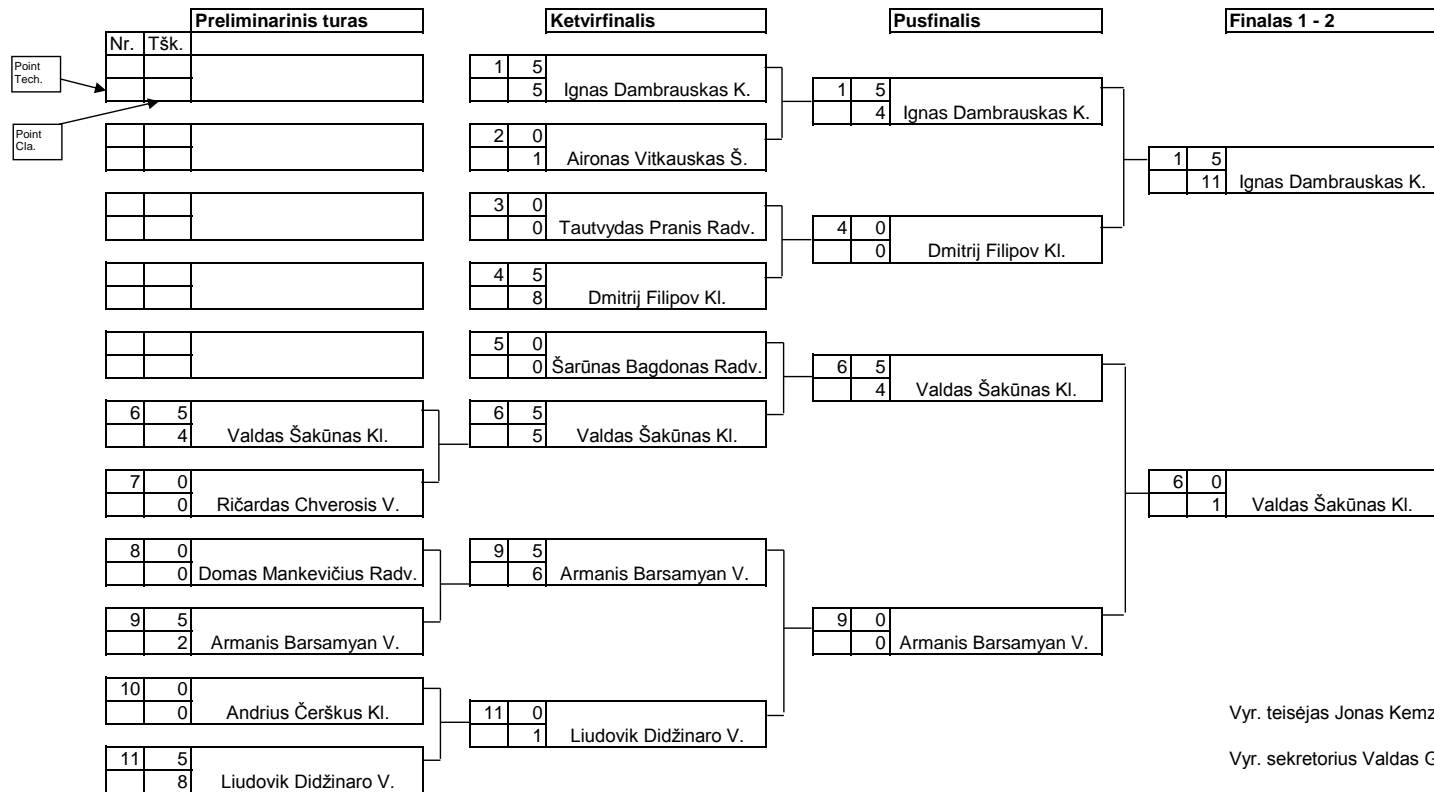 Preliminarinis turas Ketvirfinalis Pusfinalis Finalas 1 - 2
Nr. Tšk.
Point
Tech.
Point
Cla.
1 5
5 Ignas Dambrauskas K.
2 0
1 Aironas Vitkauskas Š.
3 0
0 Tautvydas Pranis Radv.
4 5
8 Dmitrij Filipov Kl.
5 0
0 Šarūnas Bagdonas Radv.
6 5
5 Valdas Šakūnas Kl.
9 5
6 Armanis Barsamyan V.
11 0
1 Liudovik Didžinaro V.
6 5
4 Valdas Šakūnas Kl.
7 0
0 Ričardas Chverosis V.
8 0
0 Domas Mankevičius Radv.
9 5
2 Armanis Barsamyan V.
10 0
0 Andrius Čerškus Kl.
11 5
8 Liudovik Didžinaro V.
1 5
4 Ignas Dambrauskas K.
4 0
0 Dmitrij Filipov Kl.
6 5
4 Valdas Šakūnas Kl.
9 0
0 Armanis Barsamyan V.
1 5
11 Ignas Dambrauskas K.
6 0
1 Valdas Šakūnas Kl.
Vyr. teisėjas Jonas
Vyr. sekretorius Valdas